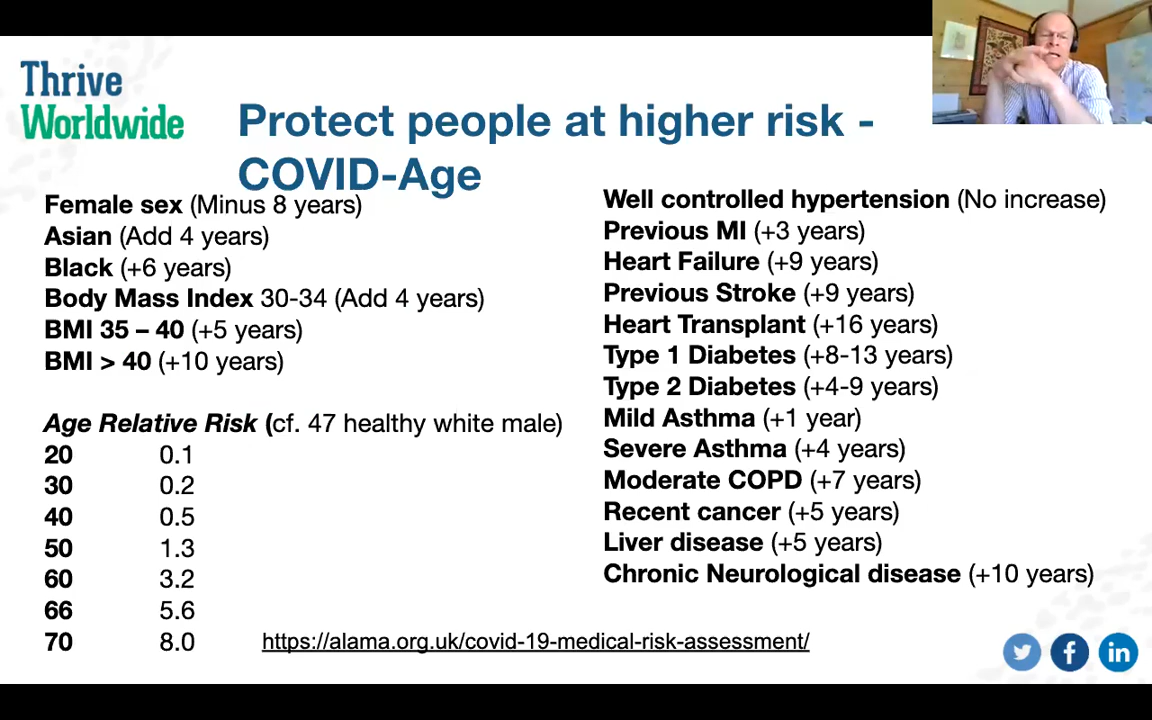 Thrive
Worldwide
Protect people at higher risk -
COVID-Age
Female sex (Minus 8 years)
Asian (Add 4 years)
Black (+6 years)
Body Mass Index 30-34 (Add 4 years)
BMI 35 – 40 (+5 years)
BMI > 40 (+10 years)
Age Relative Risk (cf. 47 healthy white male)
20 0.1
30 0.2
40 0.5
50 1.3
60 3.2
66 5.6
70 8.0
https://alama.org.uk/covid-19-medical-risk-assessment/
Well controlled hypertension (No increase)
Previous MI (+3 years)
Heart Failure (+9 years)
Previous Stroke (+9 years)
Heart Transplant (+16 years)
Type 1 Diabetes (+8-13 years)
Type 2 Diabetes (+4-9 years)
Mild Asthma (+1 year)
Severe Asthma (+4 years)
Moderate COPD (+7 years)
Recent cancer (+5 years)
Liver disease (+5 years)
Chronic Neurological disease (+10 years)
f in